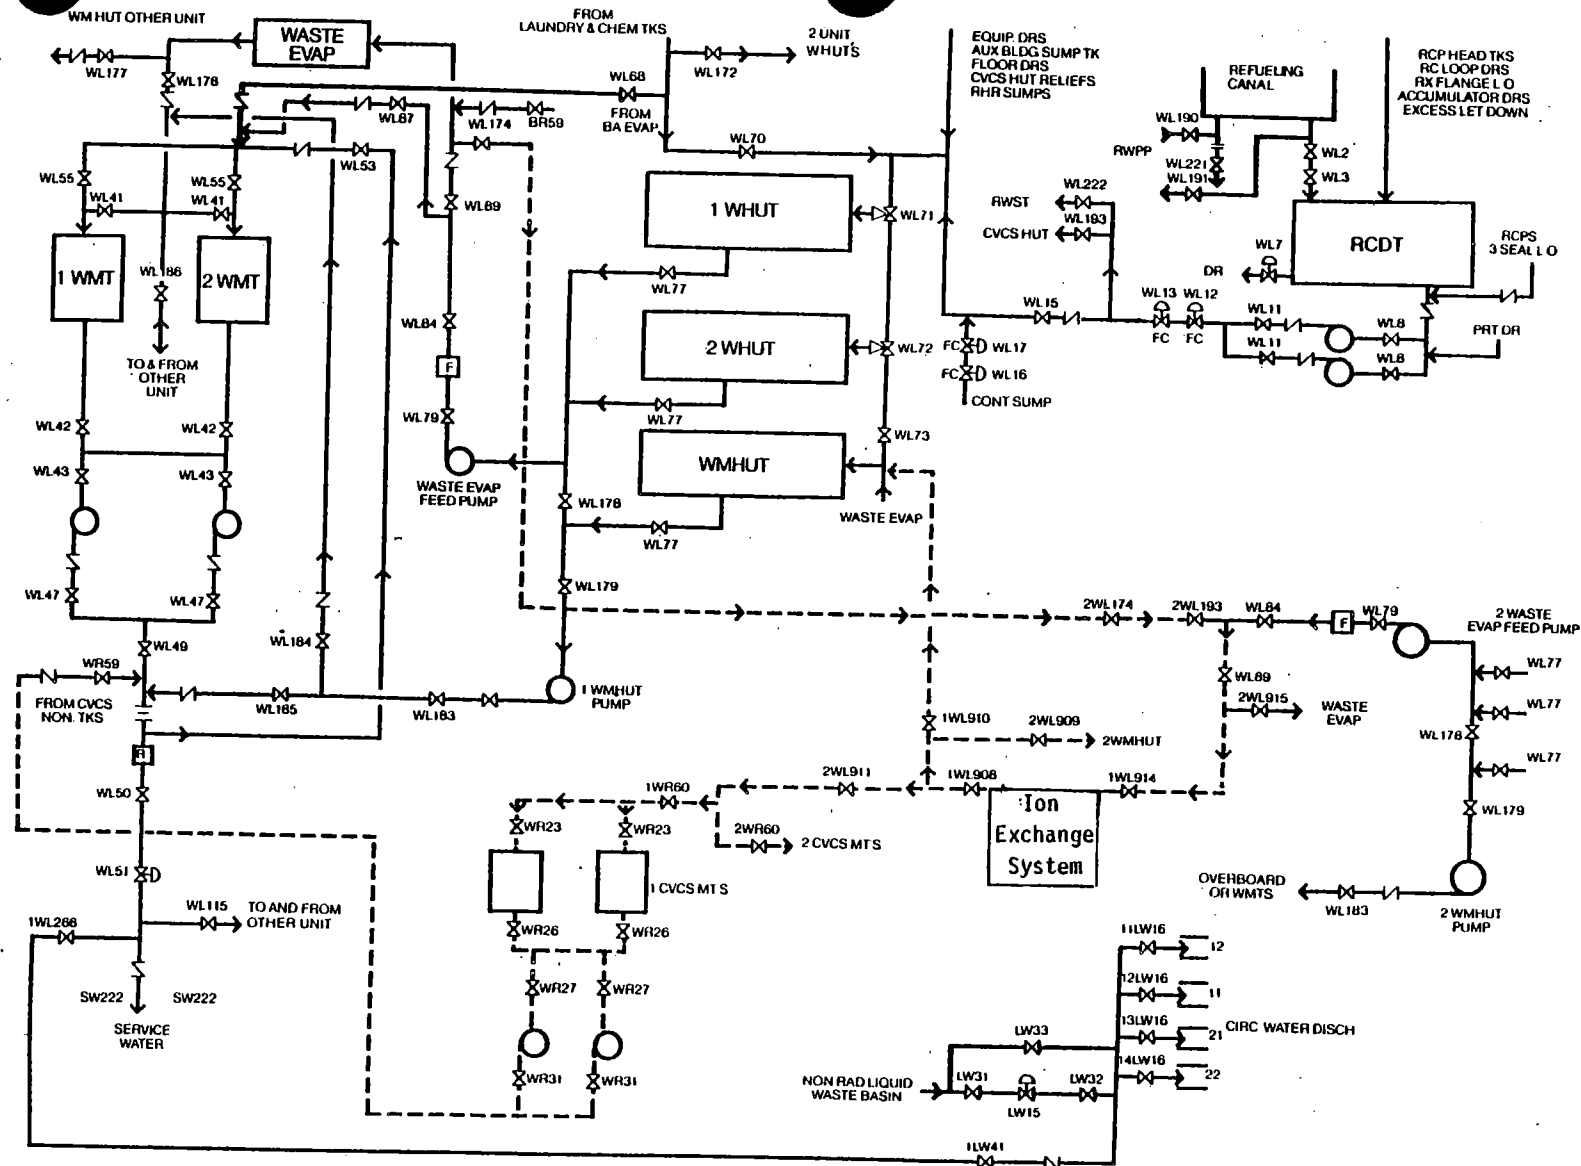 WM HUT OTHER UNIT
WASTE
EVAP
FROM
LAUNDRY & CHEM TKS
2 UNIT
WHUT'S
EQUIP. DRS
AUX BLDG SUMP TK
FLOOR DRS
CVCS HUT RELIEFS
RHR SUMPS
REFUELING
CANAL
RCP HEAD TKS
RC LOOP DRS
RX FLANGE L O
ACCUMULATOR DRS
EXCESS LET DOWN
WL177
WL178
WL172
WL68
FROM
BA EVAP
WL87
WL174
BR59
WL70
WL190
RWPP
WL221
WL191
WL2
WL3
WL53
WL55
WL55
WL41
WL41
WL89
1 WHUT
WL71
WL222
RWST
WL193
CVCS HUT
RCDT
RCPS
3 SEAL L O
WL7
DR
1 WMT
WL186
2 WMT
WL77
WL15
WL13
WL12
FC
FC
WL11
WL11
WL8
WL8
PRT DR
WL84
2 WHUT
WL72
FC
WL17
FC
WL16
CONT SUMP
TO & FROM
OTHER
UNIT
F
WL79
WL77
WL42
WL42
WL73
WL43
WL43
WMHUT
WASTE EVAP
FEED PUMP
WL178
WASTE EVAP
WL77
WL47
WL47
WL179
2WL174
2WL193
WL84
F
WL79
2 WASTE
EVAP FEED PUMP
WL49
WL184
WR59
FROM CVCS
NON. TKS
WL185
WL183
1 WMHUT
PUMP
WL89
WL77
2WL915
WASTE
EVAP
WL77
WL178
WL77
1WL910
2WL909
2WMHUT
R
WL50
2WL911
1WL908
1WL914
1WR60
Ion
Exchange
System
WL179
WR23
WR23
2WR60
2 CVCS MT S
WL51
1 CVCS MT S
OVERBOARD
OR WMTS
WL183
2 WMHUT
PUMP
WL115
TO AND FROM
OTHER UNIT
1WL266
WR26
WR26
11LW16
12
SW222
SW222
SERVICE
WATER
WR27
WR27
12LW16
11
13LW16
21
CIRC WATER DISCH
LW33
14LW16
22
WR31
WR31
NON RAD LIQUID
WASTE BASIN
LW31
LW32
LW15
1LW41